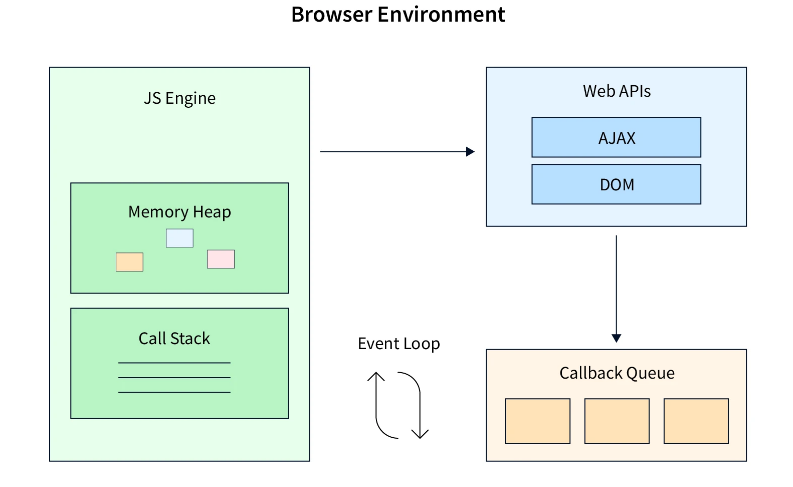 Browser Environment
JS Engine
Memory Heap
Call Stack
Event Loop
Web APIs
AJAX
DOM
Callback Queue